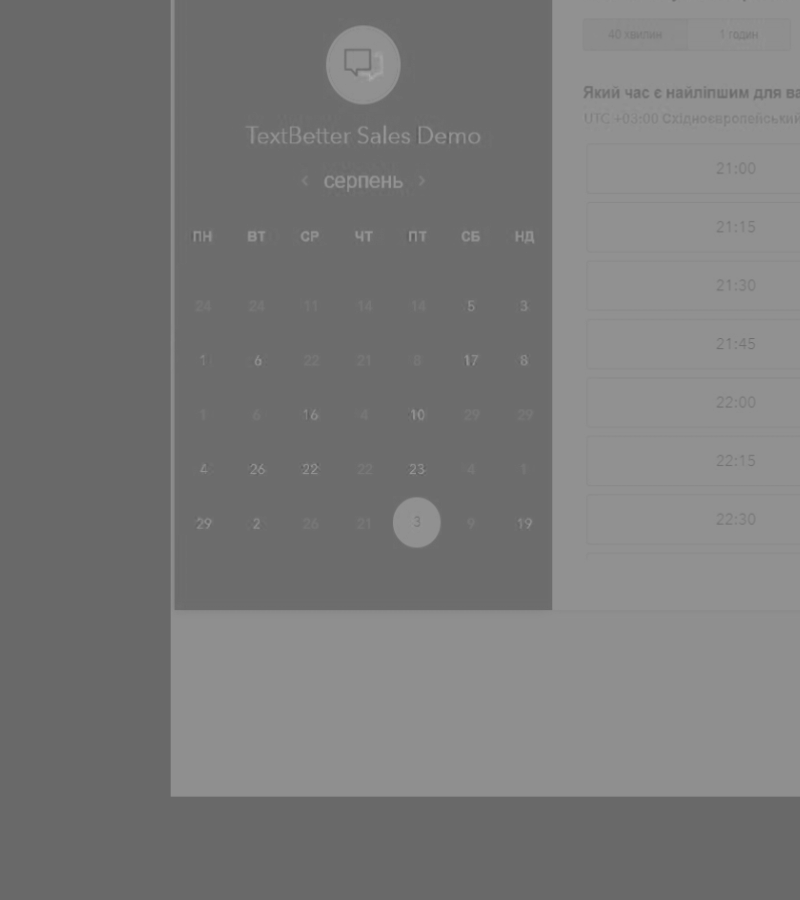 TextBetter Sales Demo
< серпень >
ПН ВТ СР ЧТ ПТ СБ НД
24 24 11 14 14 5 3
1 6 22 21 8 17 8
1 6 16 4 10 29 29
4 26 22 22 23 4 1
29 2 26 21 3 9 19
40 хвилин 1 годин
Який час є найліпшим для ва
UTC +03:00 Східноєвропейський
21:00
21:15
21:30
21:45
22:00
22:15
22:30